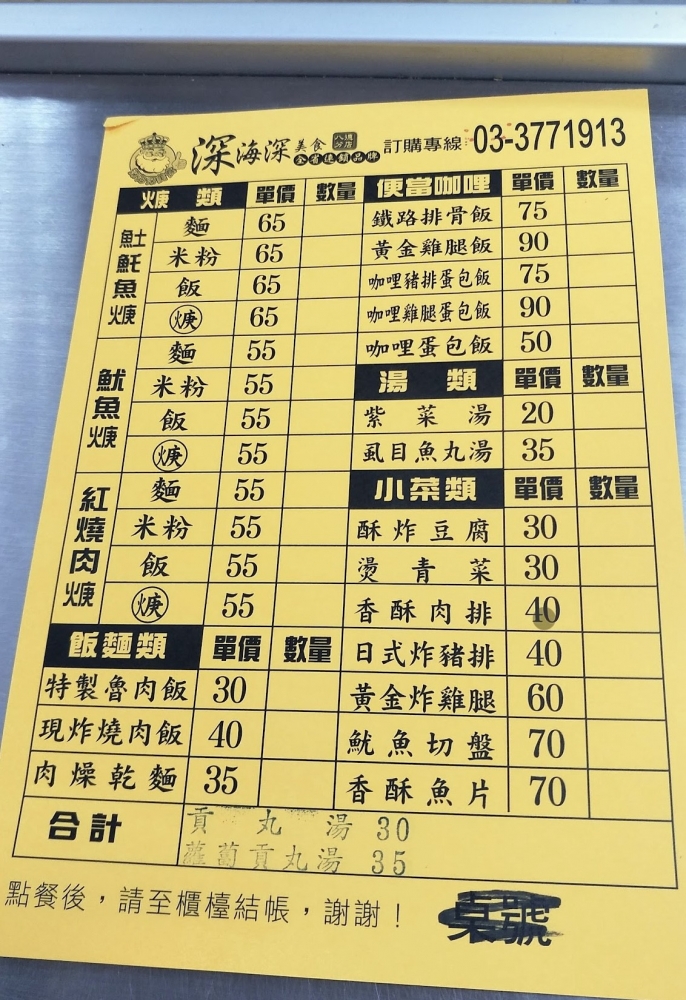 深海深美食 八德分店 訂購專線:03-3771913
全省連鎖品牌
焿類 單價 數量
𩵚魠魚焿
麵 65
米粉 65
飯 65
焿 65
魷魚焿
麵 55
米粉 55
飯 55
焿 55
紅燒肉焿
麵 55
米粉 55
飯 55
焿 55
飯麵類 單價 數量
特製魯肉飯 30
現炸燒肉飯 40
肉燥乾麵 35
便當咖哩 單價 數量
鐵路排骨飯 75
黃金雞腿飯 90
咖哩豬排蛋包飯 75
咖哩雞腿蛋包飯 90
咖哩蛋包飯 50
湯類 單價 數量
紫菜湯 20
虱目魚丸湯 35
小菜類 單價 數量
酥炸豆腐 30
燙青菜 30
香酥肉排 40
日式炸豬排 40
黃金炸雞腿 60
魷魚切盤 70
香酥魚片 70
合計
貢丸湯 30
蘿蔔貢丸湯 35
點餐後，請至櫃檯結帳，謝謝！ 桌號